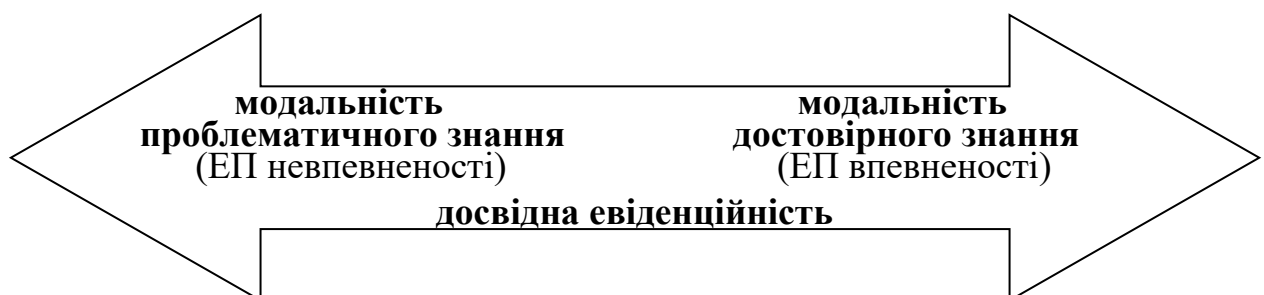 модальність
проблематичного знання
(ЕП невпевненості)
модальність
достовірного знання
(ЕП впевненості)
досвідна евіденційність